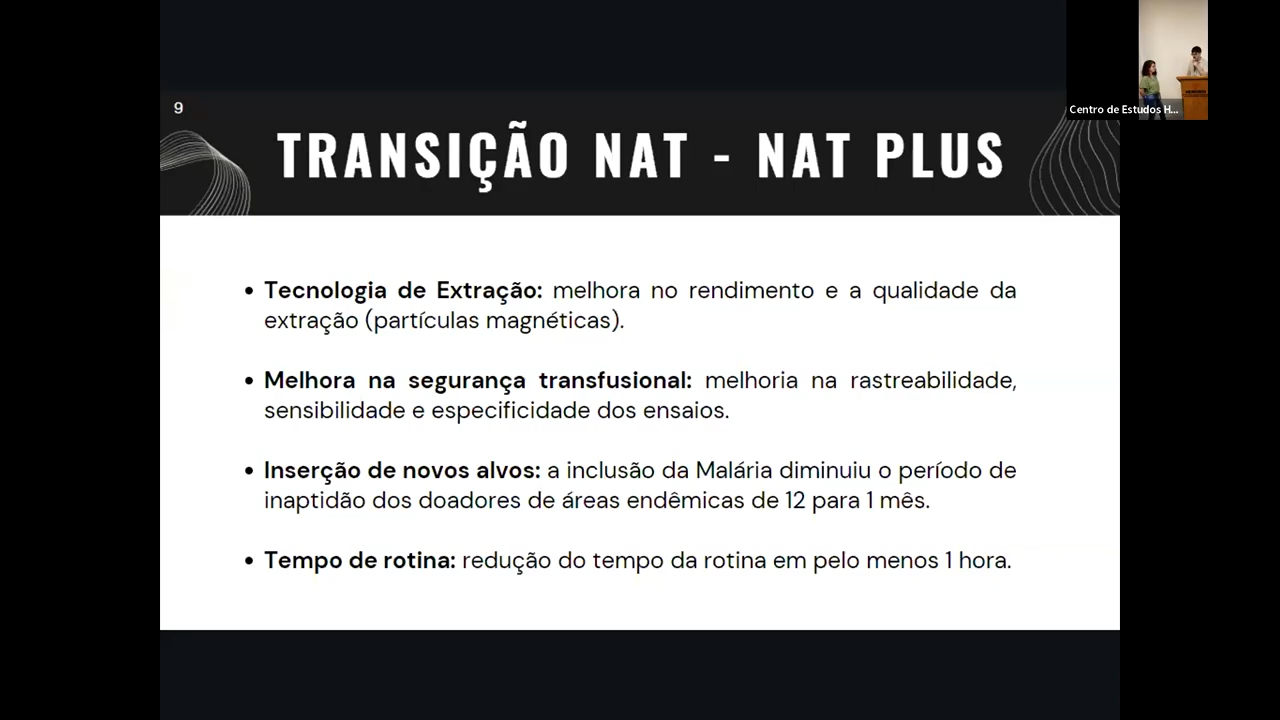 Centro de Estudos H...
9
TRANSIÇÃO NAT - NAT PLUS
• Tecnologia de Extração: melhora no rendimento e a qualidade da
extração (partículas magnéticas).
• Melhora na segurança transfusional: melhoria na rastreabilidade,
sensibilidade e especificidade dos ensaios.
• Inserção de novos alvos: a inclusão da Malária diminuiu o período de
inaptidão dos doadores de áreas endêmicas de 12 para 1 mês.
• Tempo de rotina: redução do tempo da rotina em pelo menos 1 hora.